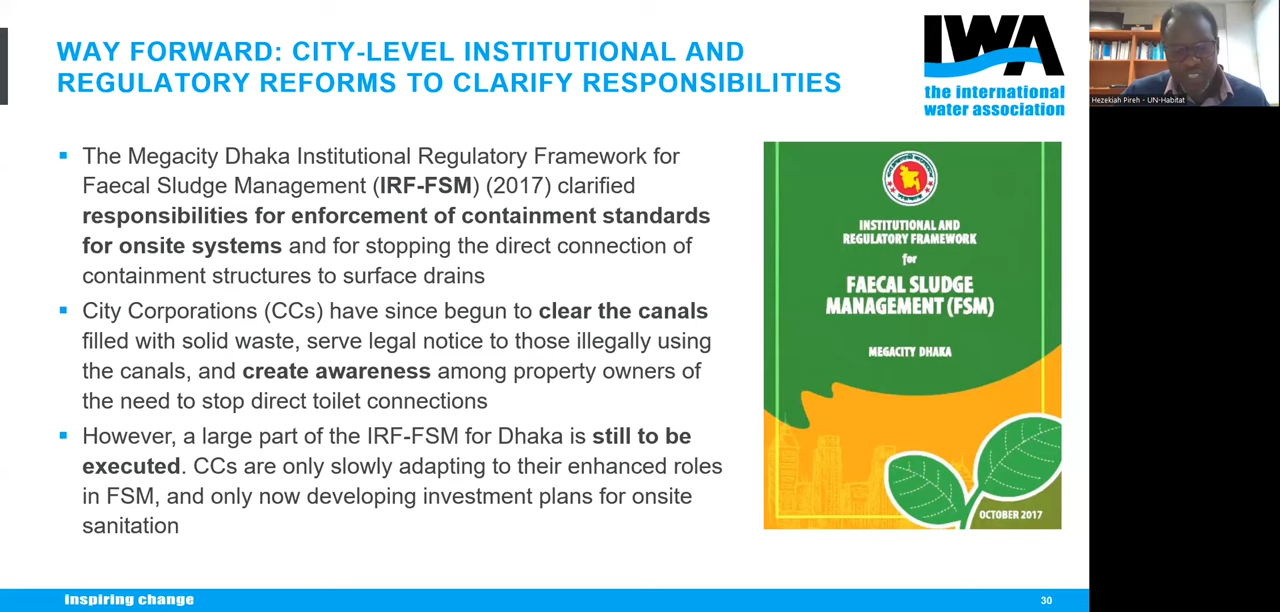 WAY FORWARD: CITY-LEVEL INSTITUTIONAL AND
REGULATORY REFORMS TO CLARIFY RESPONSIBILITIES
IWA
the international
water association
Hezekiah Pireh - UN-Habitat
▪ The Megacity Dhaka Institutional Regulatory Framework for
Faecal Sludge Management (IRF-FSM) (2017) clarified
responsibilities for enforcement of containment standards
for onsite systems and for stopping the direct connection of
containment structures to surface drains
▪ City Corporations (CCs) have since begun to clear the canals
filled with solid waste, serve legal notice to those illegally using
the canals, and create awareness among property owners of
the need to stop direct toilet connections
▪ However, a large part of the IRF-FSM for Dhaka is still to be
executed. CCs are only slowly adapting to their enhanced roles
in FSM, and only now developing investment plans for onsite
sanitation
INSTITUTIONAL AND
REGULATORY FRAMEWORK
for
FAECAL SLUDGE
MANAGEMENT (FSM)
MEGACITY DHAKA
OCTOBER 2017
inspiring change
30